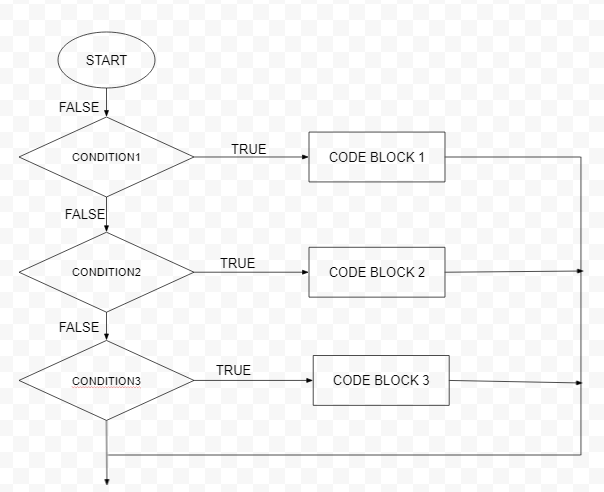 START
FALSE
CONDITION1
TRUE
CODE BLOCK 1
FALSE
CONDITION2
TRUE
CODE BLOCK 2
FALSE
CONDITION3
TRUE
CODE BLOCK 3